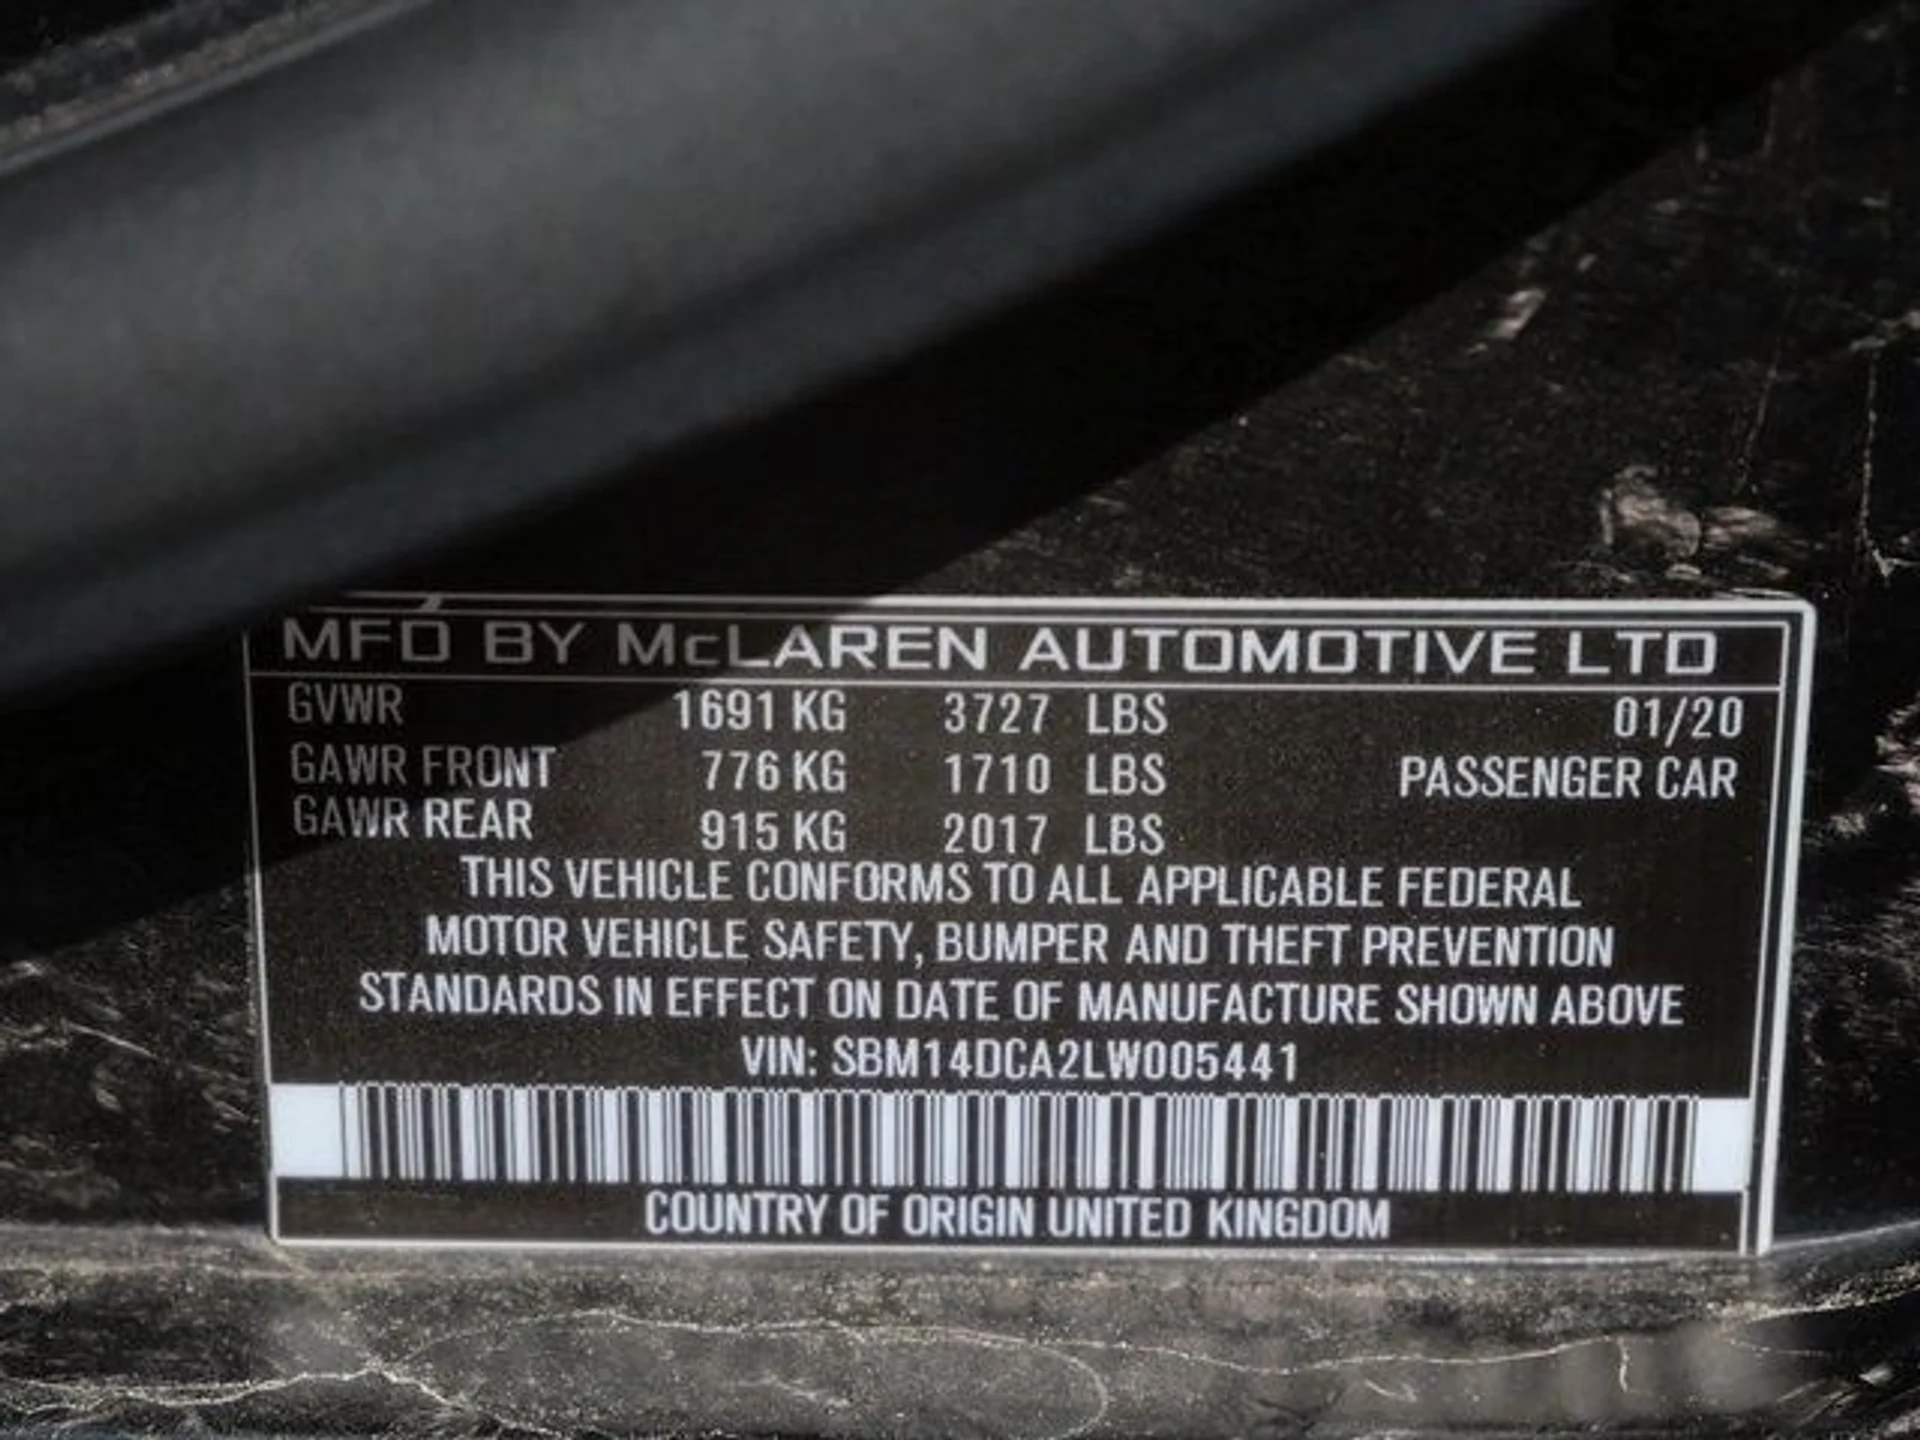 MFD BY McLAREN AUTOMOTIVE LTD
GVWR 1691 KG 3727 LBS 01/20
GAWR FRONT 776 KG 1710 LBS PASSENGER CAR
GAWR REAR 915 KG 2017 LBS
THIS VEHICLE CONFORMS TO ALL APPLICABLE FEDERAL
MOTOR VEHICLE SAFETY, BUMPER AND THEFT PREVENTION
STANDARDS IN EFFECT ON DATE OF MANUFACTURE SHOWN ABOVE
VIN: SBM14DCA2LW005441
COUNTRY OF ORIGIN UNITED KINGDOM